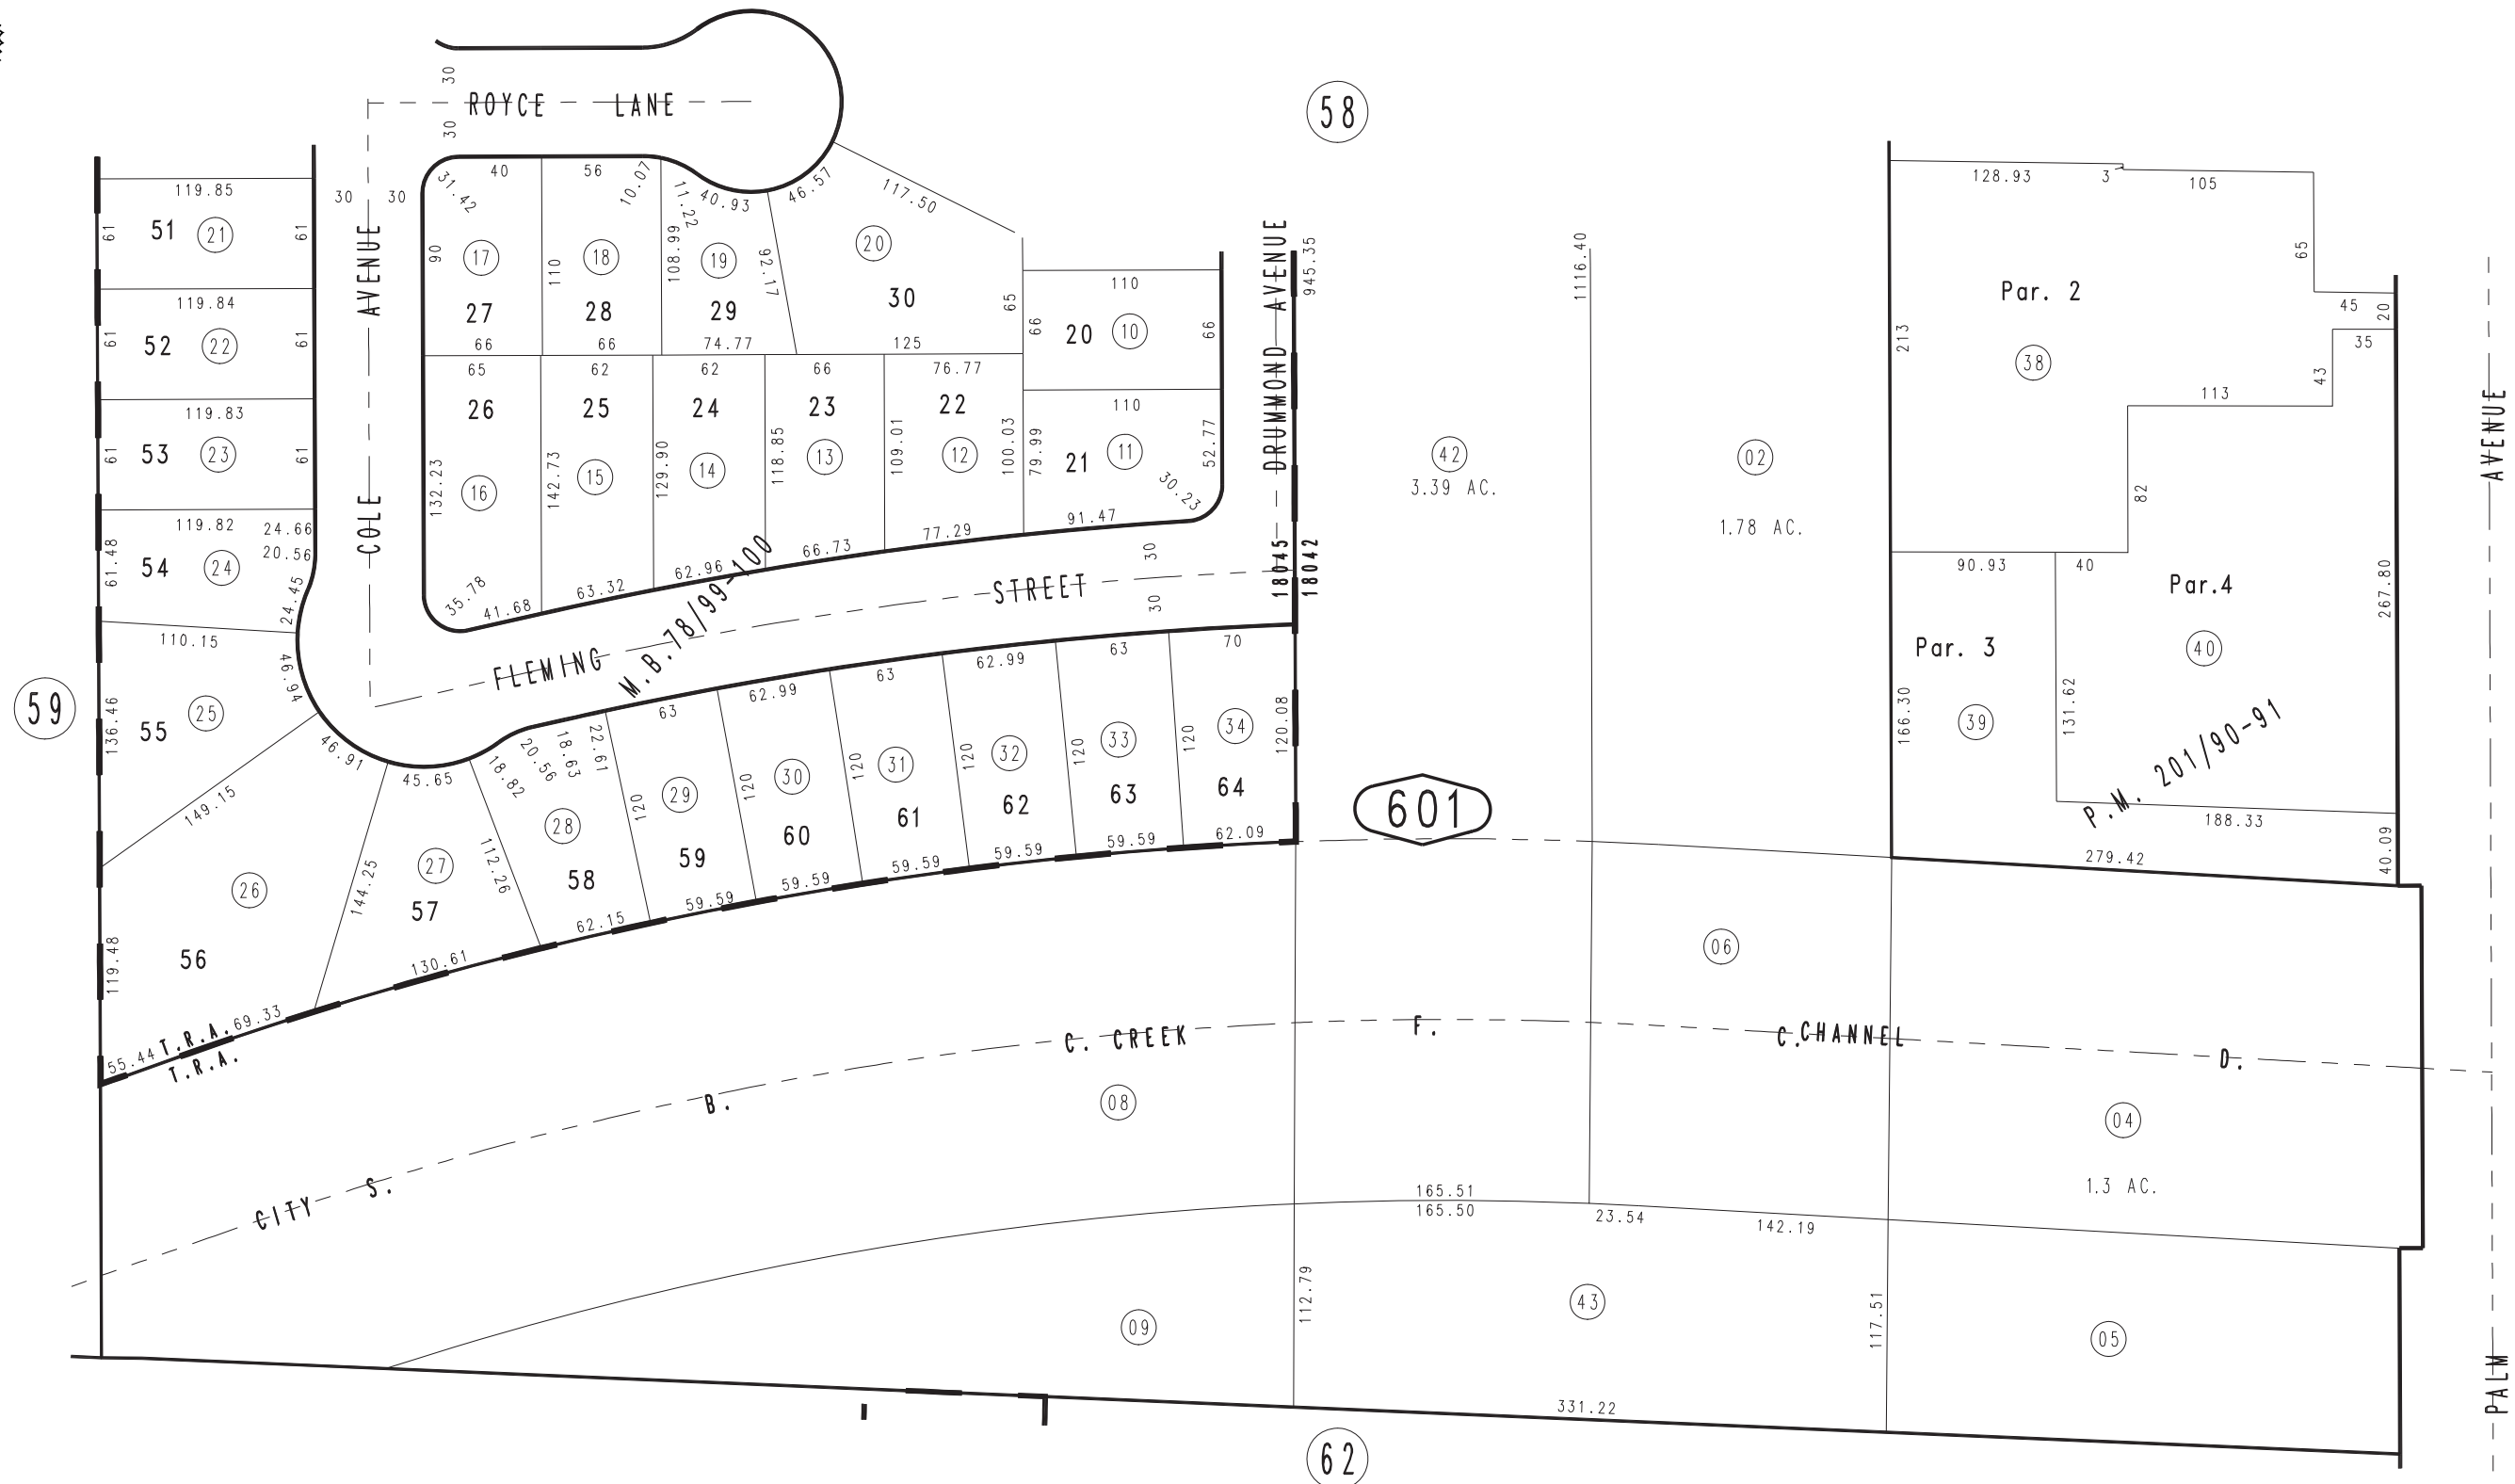 30
ROYCE LANE
30
58
119.85
30 30
61 51 21 61
31.42 40 56 10.07 11.22 40.93 46.57 117.50
128.93 3 105
90 17 110 18 108.99 19 92.17 20
27 28 29 30 65
66 66 74.77 125
119.84
61 52 22 61
119.83
61 53 23 61
119.82 24.66
20.56
61.48 54 24
24.45
COLE AVENUE
110
66 20 10 66
110
79.99 21 11 52.77
30.23
DRUMMOND AVENUE
945.35
1116.40
65 62 62 66 76.77
26 25 24 23 22
132.23 16 142.73 15 129.90 14 118.85 13 109.01 12 100.03
35.78 41.68 63.32 62.96 66.73 77.29 91.47
M.B.78/99-100
FLEMING STREET
30
30
18045
18042
42
3.39 AC.
02
1.78 AC.
Par. 2
38
213
65
45 20
35
43
113
82
90.93 40
Par. 3
39
166.30
131.62
Par.4
40
267.80
P.M. 201/90-91
188.33
279.42
40.09
AVENUE
59
110.15
46.94
136.46 55 25
46.91
149.15
45.65
18.82 20.56 18.63 22.61
63 62.99 63 62.99 63 70
26
56
119.48
144.25
27
57
112.26
28
58
120 29
59
120 30
60
120 31
61
120 32
62
120 33
63
120 34
64
120.08
55.44 69.33 130.61 62.15 59.59 59.59 59.59 59.59 59.59 62.09
T.R.A.
T.R.A.
601
06
CITY CREEK CHANNEL
S. B. C. F. C. D.
08
04
1.3 AC.
165.51
165.50
23.54
142.19
112.79
117.51
09
43
05
331.22
PALM
62